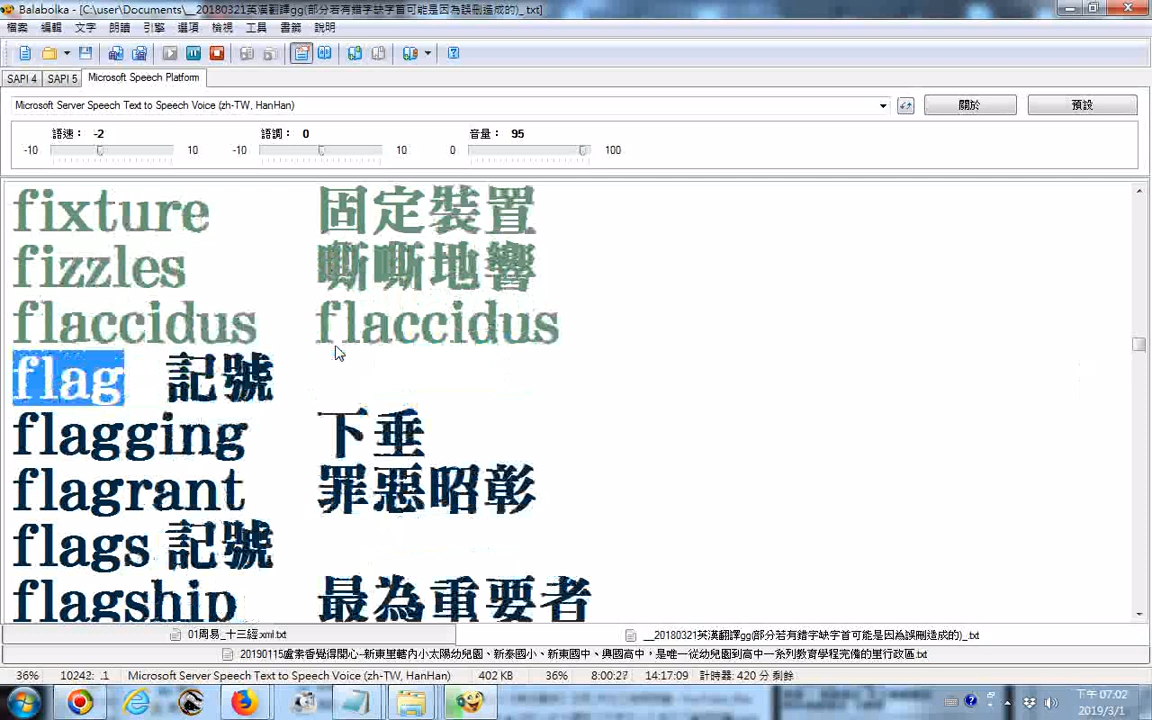 Balabolka - [C:\user\Documents\__20180321英漢翻譯gg(部分若有錯字缺字首可能是因為誤刪造成的)_.txt]
檔案 編輯 文字 朗讀 引擎 選項 檢視 工具 書籤 說明
SAPI 4 SAPI 5 Microsoft Speech Platform
Microsoft Server Speech Text to Speech Voice (zh-TW, HanHan) 關於 預設
語速： -2 語調： 0 音量： 95
-10 10 -10 10 0 100
fixture 固定裝置
fizzles 嘶嘶地響
flaccidus flaccidus
flag 記號
flagging 下垂
flagrant 罪惡昭彰
flags 記號
flagship 最為重要者
01周易_十三經.xml.txt __20180321英漢翻譯gg(部分若有錯字缺字首可能是因為誤刪造成的)_.txt
20190115盧素香覺得開心-新東里轄內小太陽幼兒園、新泰國小、新東國中、興國高中，是唯一從幼兒園到高中一系列教育學程完備的里行政區.txt
36% 10242: .1 Microsoft Server Speech Text to Speech Voice (zh-TW, HanHan) 402 KB 36% 8:00:27 14:17:09 計時器: 420 分 剩餘
下午 07:02
2019/3/1